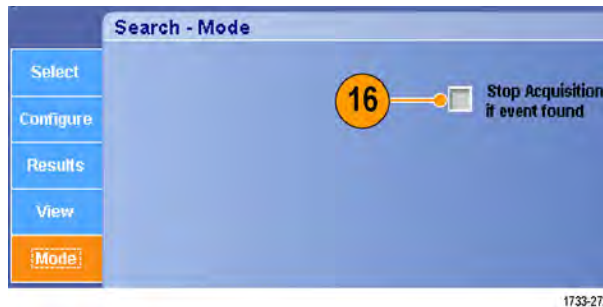 Search - Mode
Select
Configure
Results
View
Mode
16
Stop Acquisition
if event found
1733-27